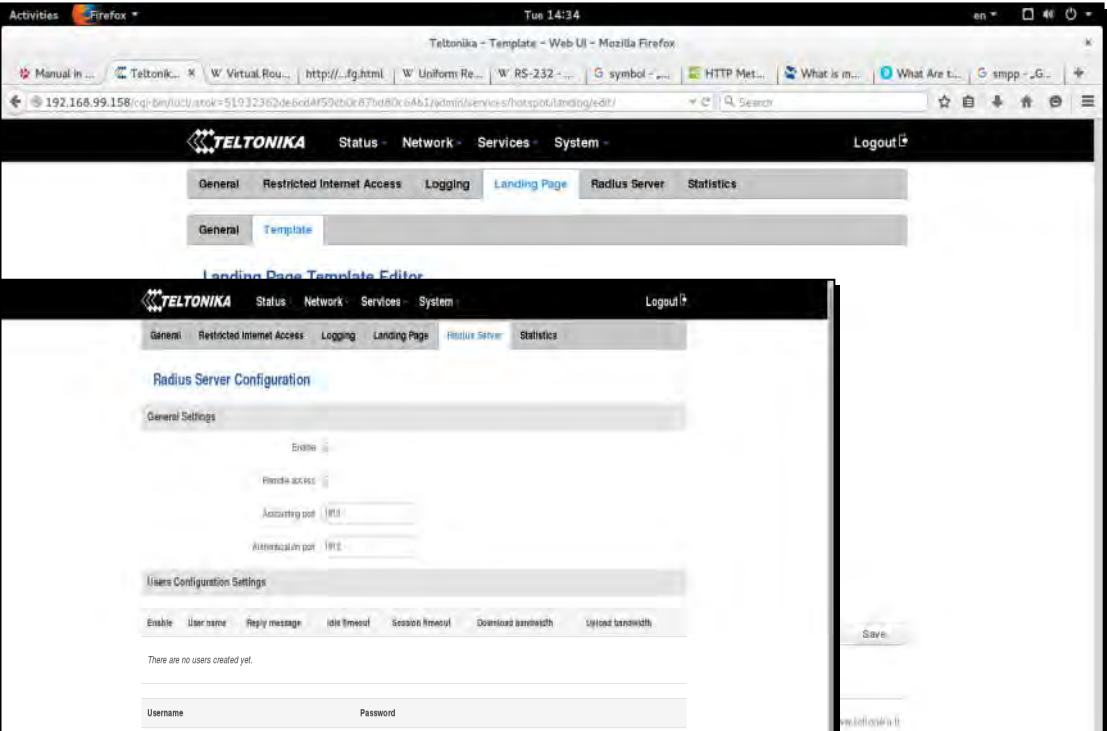 Activities Firefox Tue 14:34 en
Teltonika - Template - Web UI - Mozilla Firefox
Manual in ... Teltonik... W Virtual Rou... http://...fg.html W Uniform Re... W RS-232 - ... G symbol - „... HTTP Met... What is m... What Are t... G smpp - „G...
192.168.99.158 Search
TELTONIKA Status Network Services System Logout
General Restricted Internet Access Logging Landing Page Radius Server Statistics
General Template
Landing Page Template Editor
TELTONIKA Status Network Services System Logout
General Restricted Internet Access Logging Landing Page Radius Server Statistics
Radius Server Configuration
General Settings
Enable
Remote access
Accounting port 1813
Authentication port 1812
Users Configuration Settings
Enable User name Reply message Idle timeout Session timeout Download bandwidth Upload bandwidth
Save
There are no users created yet.
Username Password